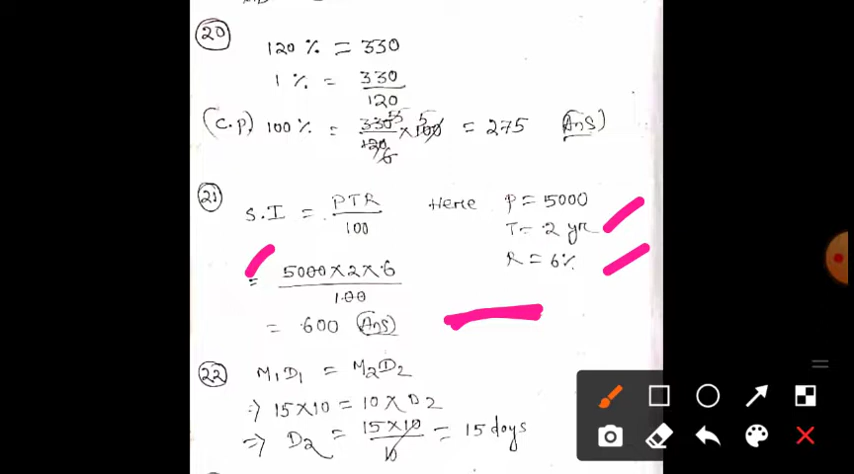 20
120 % = 330
1 % = 330/120
(C.P) 100 % = 330/120 × 100 = 275 Ans
21
S.I = PTR/100 Here P = 5000
T = 2 yr
R = 6%
= 5000 × 2 × 6/100
= 600 Ans
22
M1D1 = M2D2
⇒ 15 × 10 = 10 × D2
⇒ D2 = 15 × 10/10 = 15 days